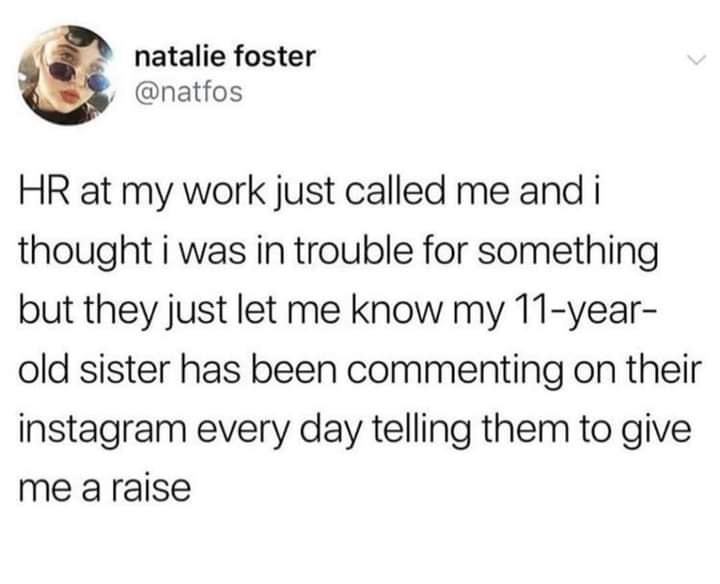 natalie foster
@natfos
HR at my work just called me and i
thought i was in trouble for something
but they just let me know my 11-year-
old sister has been commenting on their
instagram every day telling them to give
me a raise